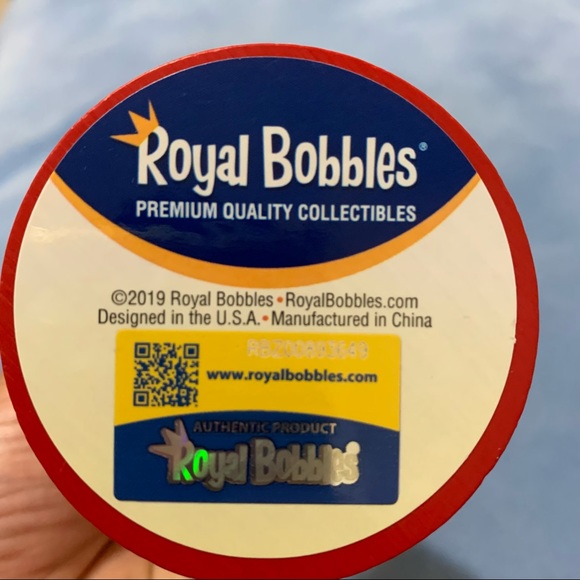 Royal Bobbles®
PREMIUM QUALITY COLLECTIBLES
©2019 Royal Bobbles • RoyalBobbles.com
Designed in the U.S.A. • Manufactured in China
www.royalbobbles.com
AUTHENTIC PRODUCT
Royal Bobbles